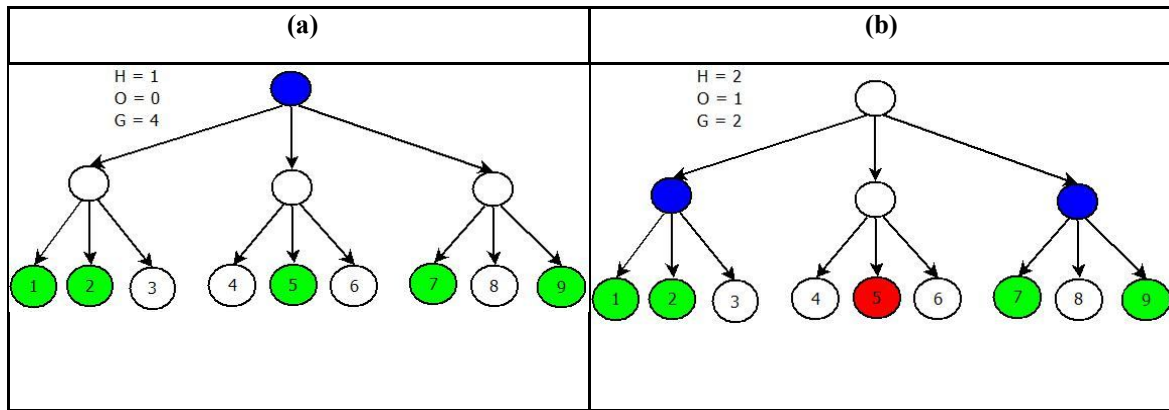 (a)
(b)
H = 1
O = 0
G = 4
1 2 3 4 5 6 7 8 9
H = 2
O = 1
G = 2
1 2 3 4 5 6 7 8 9